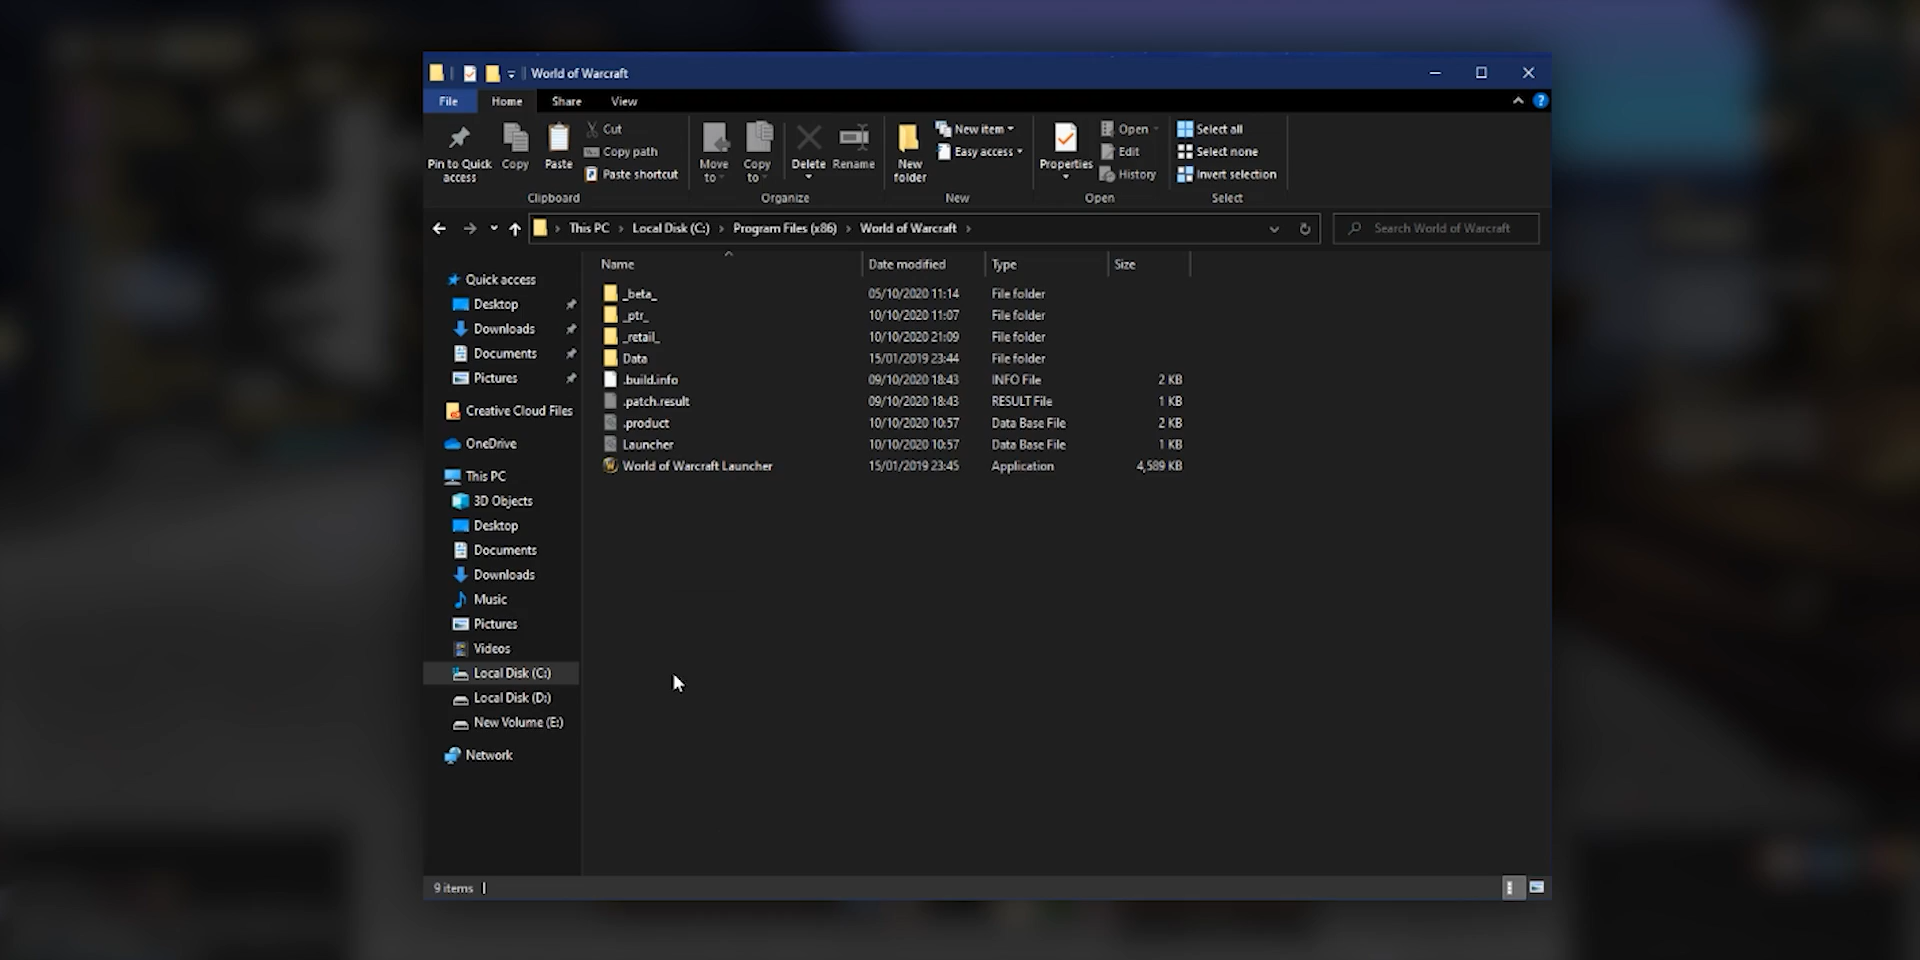 World of Warcraft
File Home Share View
Pin to Quick access
Copy
Paste
Cut
Copy path
Paste shortcut
Clipboard
Move to
Copy to
Delete
Rename
Organize
New folder
New item
Easy access
New
Properties
Open
Edit
History
Open
Select all
Select none
Invert selection
Select
This PC > Local Disk (C:) > Program Files (x86) > World of Warcraft >
Search World of Warcraft
Quick access
Desktop
Downloads
Documents
Pictures
Creative Cloud Files
OneDrive
This PC
3D Objects
Desktop
Documents
Downloads
Music
Pictures
Videos
Local Disk (C:)
Local Disk (D:)
New Volume (E:)
Network
Name Date modified Type Size
_beta_ 05/10/2020 11:14 File folder
_ptr_ 10/10/2020 11:07 File folder
_retail_ 10/10/2020 21:09 File folder
Data 15/01/2019 23:44 File folder
.build.info 09/10/2020 18:43 INFO File 2 KB
.patch.result 09/10/2020 18:43 RESULT File 1 KB
.product 10/10/2020 10:57 Data Base File 2 KB
Launcher 10/10/2020 10:57 Data Base File 1 KB
World of Warcraft Launcher 15/01/2019 23:45 Application 4,589 KB
9 items